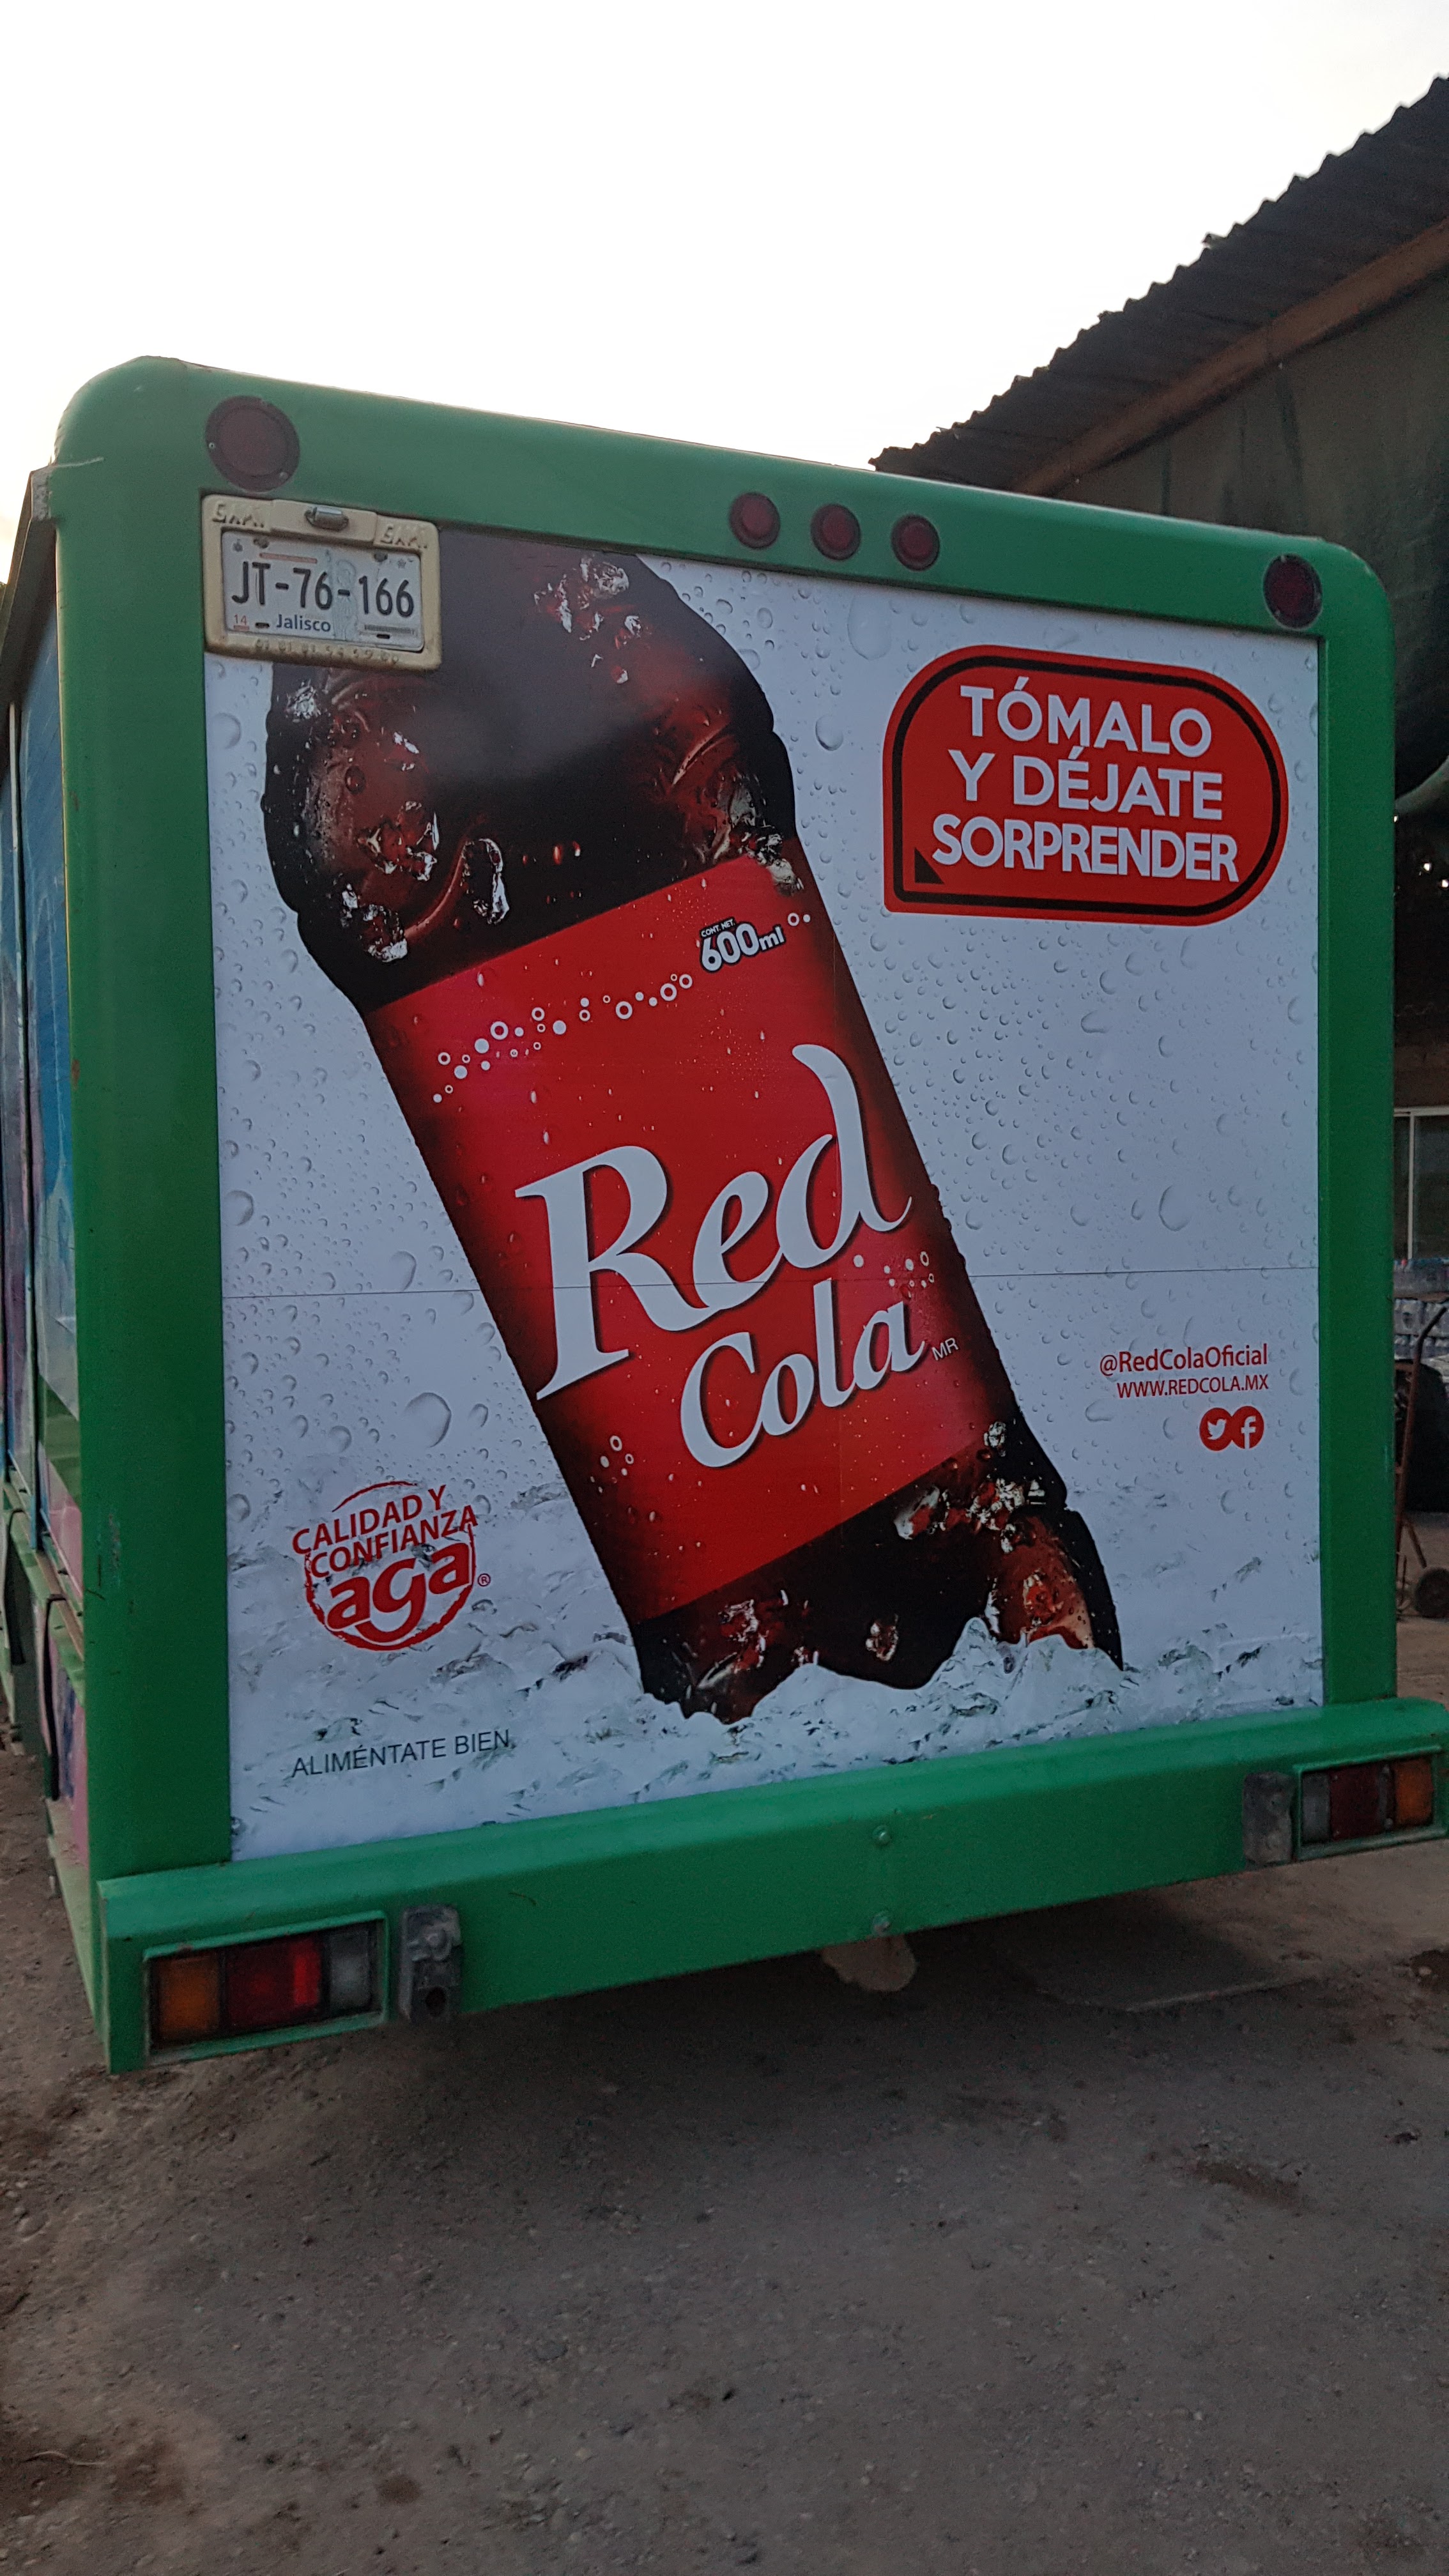 JT-76-166
14 Jalisco
TÓMALO
Y DÉJATE
SORPRENDER
CONT. NET.
600ml
Red
Cola MR
@RedColaOficial
WWW.REDCOLA.MX
CALIDAD Y
CONFIANZA
aga®
ALIMÉNTATE BIEN.